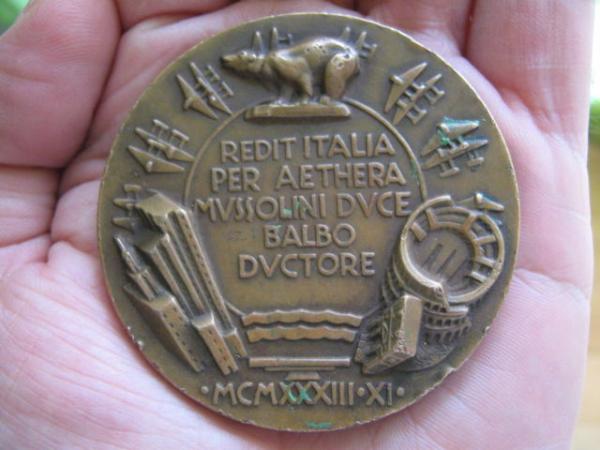 REDIT ITALIA
PER AETHERA
MVSSOLINI DVCE
BALBO
DVCTORE
·MCMXXXIII·XI·